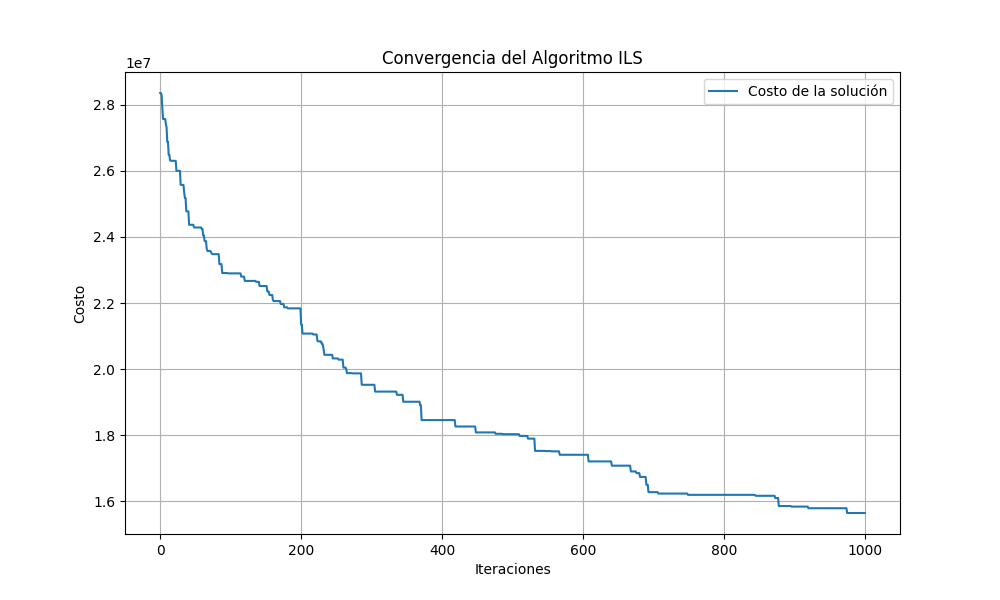 Convergencia del Algoritmo ILS
1e7
Costo de la solución
2.8
2.6
2.4
2.2
2.0
1.8
1.6
Costo
0 200 400 600 800 1000
Iteraciones